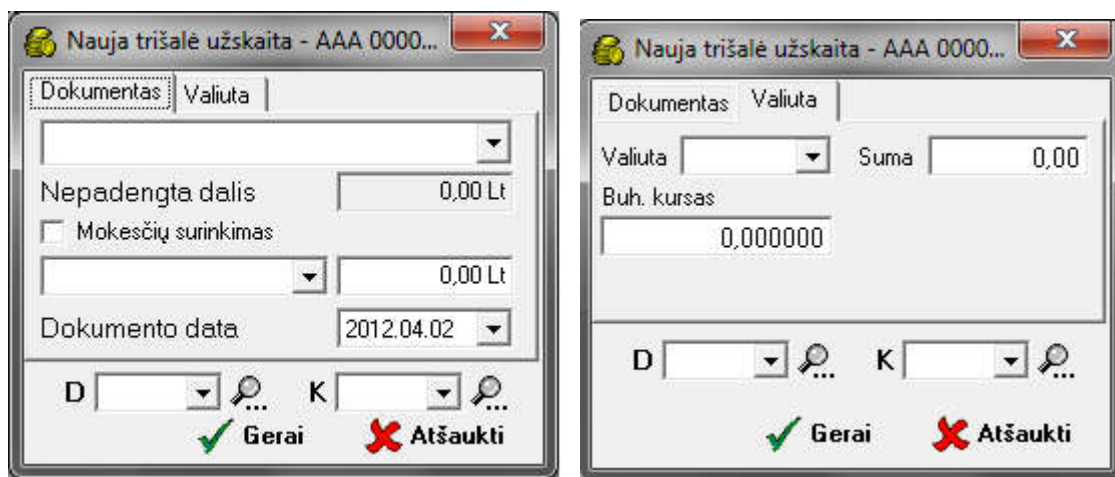 Nauja trišalė užskaita - AAA 0000...
Dokumentas Valiuta
Nepadengta dalis 0,00 Lt
Mokesčių surinkimas
0,00 Lt
Dokumento data 2012.04.02
D K
Gerai Atšaukti
Nauja trišalė užskaita - AAA 0000...
Dokumentas Valiuta
Valiuta Suma 0,00
Buh. kursas
0,000000
D K
Gerai Atšaukti